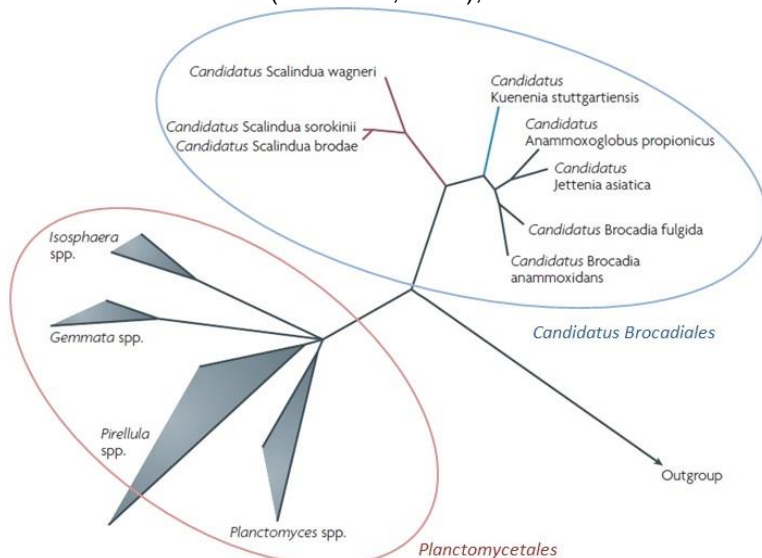 Candidatus Scalindua wagneri
Candidatus
Kuenenia stuttgartiensis
Candidatus Scalindua sorokinii
Candidatus Scalindua brodae
Candidatus
Anammoxoglobus propionicus
Candidatus
Jettenia asiatica
Candidatus Brocadia fulgida
Candidatus Brocadia
anammoxidans
Isosphaera
spp.
Gemmata spp.
Candidatus Brocadiales
Pirellula
spp.
Outgroup
Planctomyces spp.
Planctomycetales